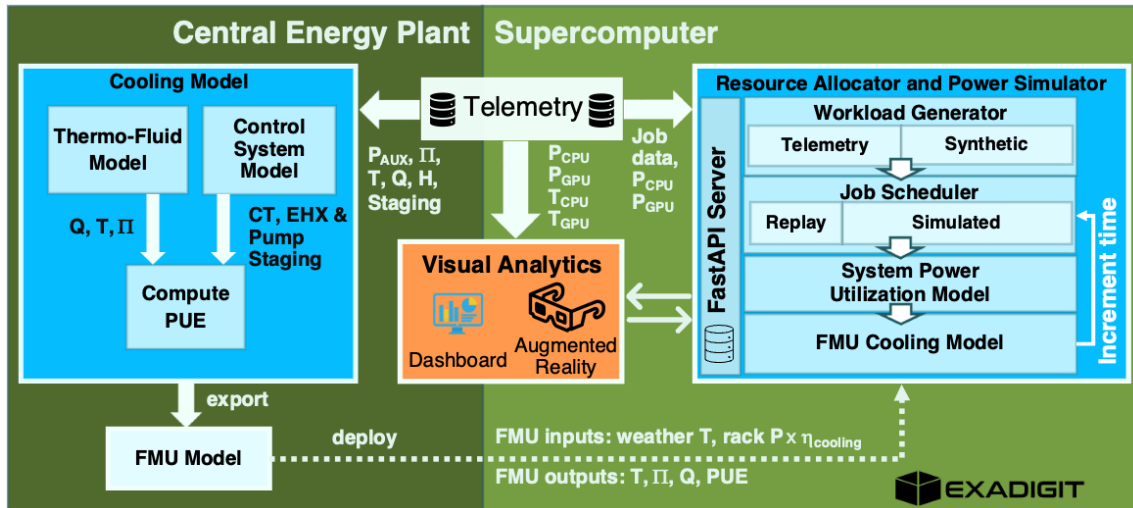 Central Energy Plant
Supercomputer
Cooling Model
Thermo-Fluid
Model
Control
System Model
Q, T, Π
CT, EHX &
Pump
Staging
Compute
PUE
export
FMU Model
deploy
Telemetry
P_AUX, Π,
T, Q, H,
Staging
P_CPU
P_GPU
T_CPU
T_GPU
Job
data,
P_CPU
P_GPU
Visual Analytics
Dashboard
Augmented
Reality
Resource Allocator and Power Simulator
FastAPI Server
Workload Generator
Telemetry
Synthetic
Job Scheduler
Replay
Simulated
System Power
Utilization Model
FMU Cooling Model
Increment time
FMU inputs: weather T, rack P x η_cooling
FMU outputs: T, Π, Q, PUE
EXADIGIT